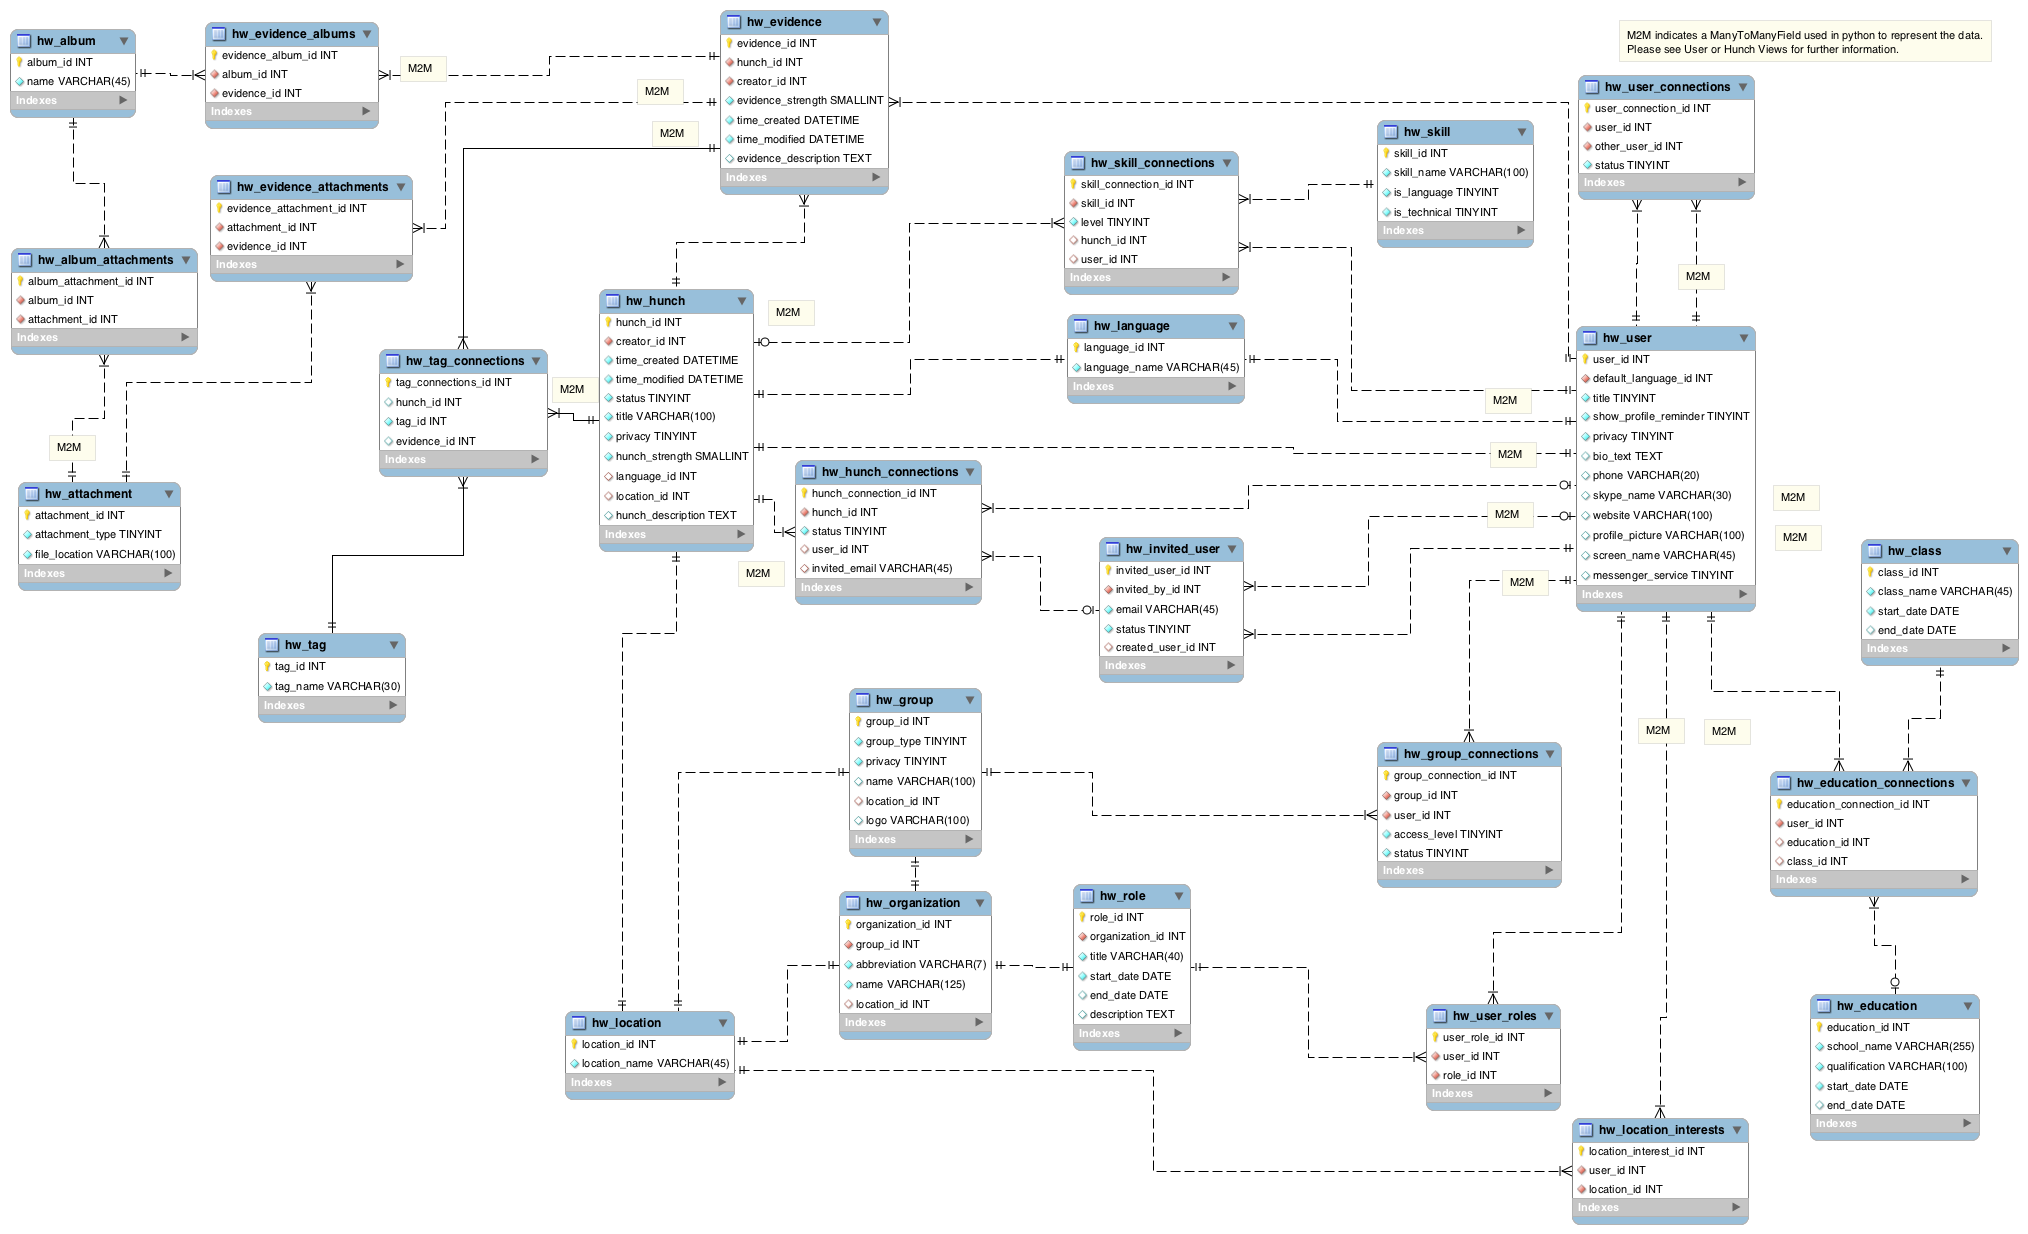 hw_album
album_id INT
name VARCHAR(45)
Indexes
hw_evidence_albums
evidence_album_id INT
album_id INT
evidence_id INT
Indexes
M2M
hw_evidence
evidence_id INT
hunch_id INT
creator_id INT
evidence_strength SMALLINT
time_created DATETIME
time_modified DATETIME
evidence_description TEXT
Indexes
M2M
M2M
M2M indicates a ManyToManyField used in python to represent the data.
Please see User or Hunch Views for further information.
hw_user_connections
user_connection_id INT
user_id INT
other_user_id INT
status TINYINT
Indexes
M2M
hw_skill
skill_id INT
skill_name VARCHAR(100)
is_language TINYINT
is_technical TINYINT
Indexes
hw_skill_connections
skill_connection_id INT
skill_id INT
level TINYINT
hunch_id INT
user_id INT
Indexes
hw_evidence_attachments
evidence_attachment_id INT
attachment_id INT
evidence_id INT
Indexes
hw_album_attachments
album_attachment_id INT
album_id INT
attachment_id INT
Indexes
M2M
hw_hunch
hunch_id INT
creator_id INT
time_created DATETIME
time_modified DATETIME
status TINYINT
title VARCHAR(100)
privacy TINYINT
hunch_strength SMALLINT
language_id INT
location_id INT
hunch_description TEXT
Indexes
M2M
hw_language
language_id INT
language_name VARCHAR(45)
Indexes
hw_user
user_id INT
default_language_id INT
title TINYINT
show_profile_reminder TINYINT
privacy TINYINT
bio_text TEXT
phone VARCHAR(20)
skype_name VARCHAR(30)
website VARCHAR(100)
profile_picture VARCHAR(100)
screen_name VARCHAR(45)
messenger_service TINYINT
Indexes
M2M
M2M
M2M
M2M
M2M
M2M
hw_tag_connections
tag_connections_id INT
hunch_id INT
tag_id INT
evidence_id INT
Indexes
M2M
hw_attachment
attachment_id INT
attachment_type TINYINT
file_location VARCHAR(100)
Indexes
hw_hunch_connections
hunch_connection_id INT
hunch_id INT
status TINYINT
user_id INT
invited_email VARCHAR(45)
Indexes
M2M
hw_invited_user
invited_user_id INT
invited_by_id INT
email VARCHAR(45)
status TINYINT
created_user_id INT
Indexes
hw_class
class_id INT
class_name VARCHAR(45)
start_date DATE
end_date DATE
Indexes
hw_tag
tag_id INT
tag_name VARCHAR(30)
Indexes
hw_group
group_id INT
group_type TINYINT
privacy TINYINT
name VARCHAR(100)
location_id INT
logo VARCHAR(100)
Indexes
hw_group_connections
group_connection_id INT
group_id INT
user_id INT
access_level TINYINT
status TINYINT
Indexes
M2M
M2M
hw_education_connections
education_connection_id INT
user_id INT
education_id INT
class_id INT
Indexes
hw_organization
organization_id INT
group_id INT
abbreviation VARCHAR(7)
name VARCHAR(125)
location_id INT
Indexes
hw_role
role_id INT
organization_id INT
title VARCHAR(40)
start_date DATE
end_date DATE
description TEXT
Indexes
hw_location
location_id INT
location_name VARCHAR(45)
Indexes
hw_user_roles
user_role_id INT
user_id INT
role_id INT
Indexes
hw_education
education_id INT
school_name VARCHAR(255)
qualification VARCHAR(100)
start_date DATE
end_date DATE
Indexes
hw_location_interests
location_interest_id INT
user_id INT
location_id INT
Indexes